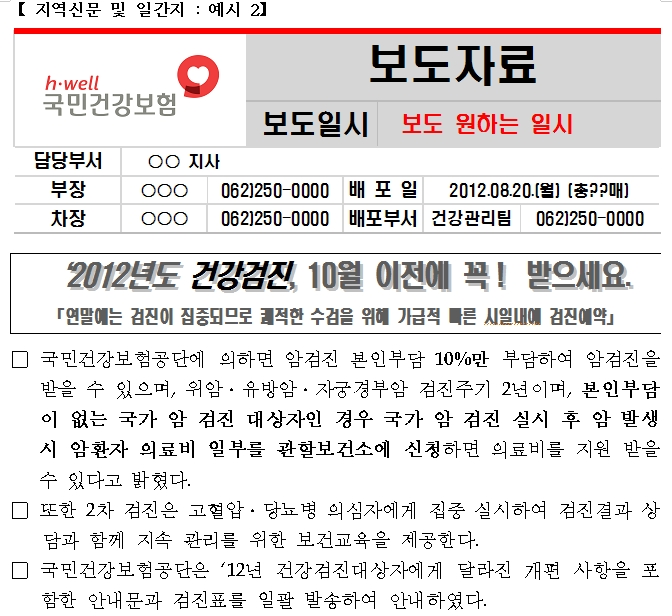 【 지역신문 및 일간지 : 예시 2】
h·well
국민건강보험
보도자료
보도일시 보도 원하는 일시
담당부서 ○○ 지사
부장 ○○○ 062)250-0000 배 포 일 2012.08.20.(월) (총??매)
차장 ○○○ 062)250-0000 배포부서 건강관리팀 062)250-0000
‘2012년도 건강검진, 10월 이전에 꼭! 받으세요.
「연말에는 검진이 집중되므로 쾌적한 수검을 위해 가급적 빠른 시일내에 검진예약」
□ 국민건강보험공단에 의하면 암검진 본인부담 10%만 부담하여 암검진을
받을 수 있으며, 위암·유방암·자궁경부암 검진주기 2년이며, 본인부담
이 없는 국가 암 검진 대상자인 경우 국가 암 검진 실시 후 암 발생
시 암환자 의료비 일부를 관할보건소에 신청하면 의료비를 지원 받을
수 있다고 밝혔다.
□ 또한 2차 검진은 고혈압·당뇨병 의심자에게 집중 실시하여 검진결과 상
담과 함께 지속 관리를 위한 보건교육을 제공한다.
□ 국민건강보험공단은 ‘12년 건강검진대상자에게 달라진 개편 사항을 포
함한 안내문과 검진표를 일괄 발송하여 안내하였다.